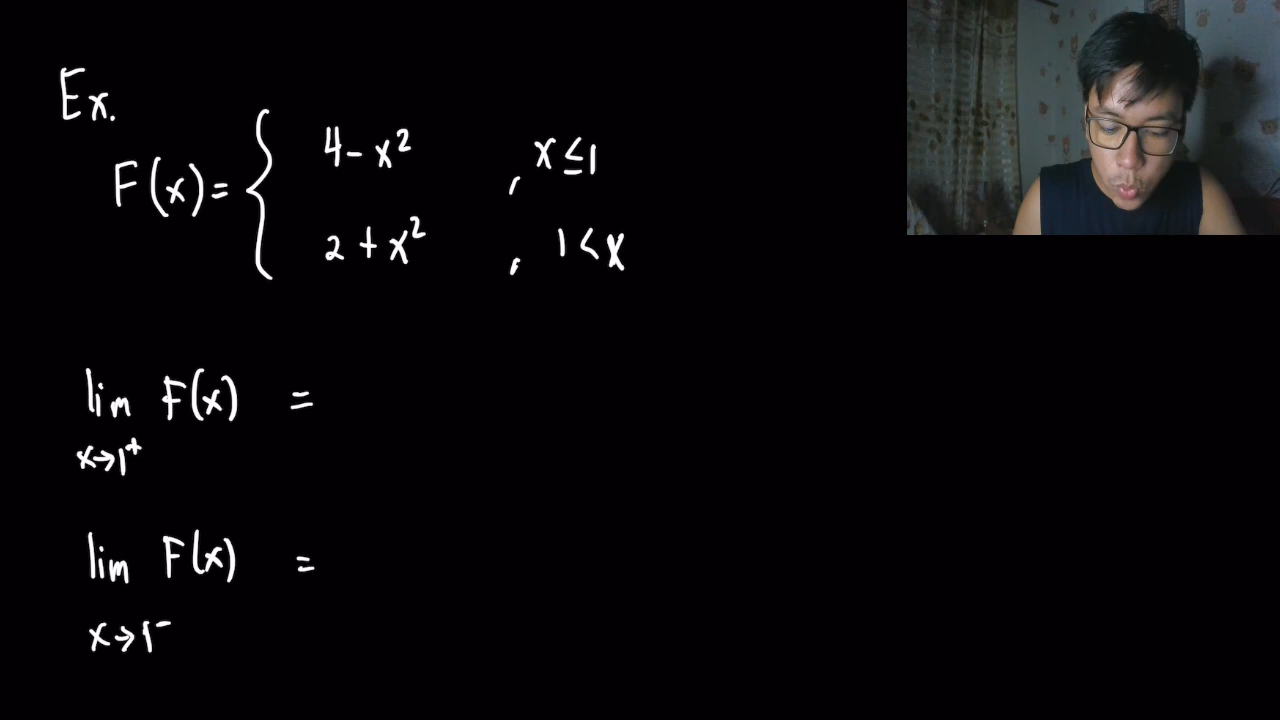 Ex.
F(x) = { 4 - x² , x ≤ 1
2 + x² , 1 < x
lim F(x) =
x→1⁺
lim F(x) =
x→1⁻